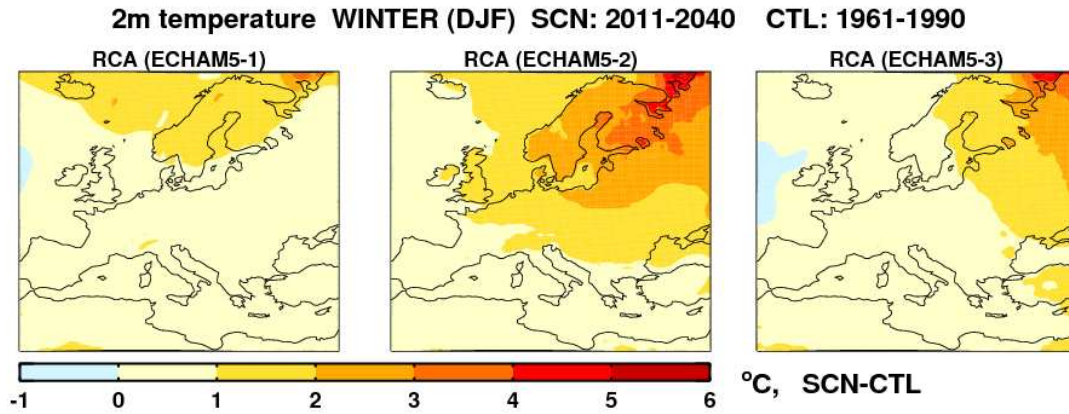 2m temperature WINTER (DJF) SCN: 2011-2040 CTL: 1961-1990
RCA (ECHAM5-1) RCA (ECHAM5-2) RCA (ECHAM5-3)
-1 0 1 2 3 4 5 6 °C, SCN-CTL